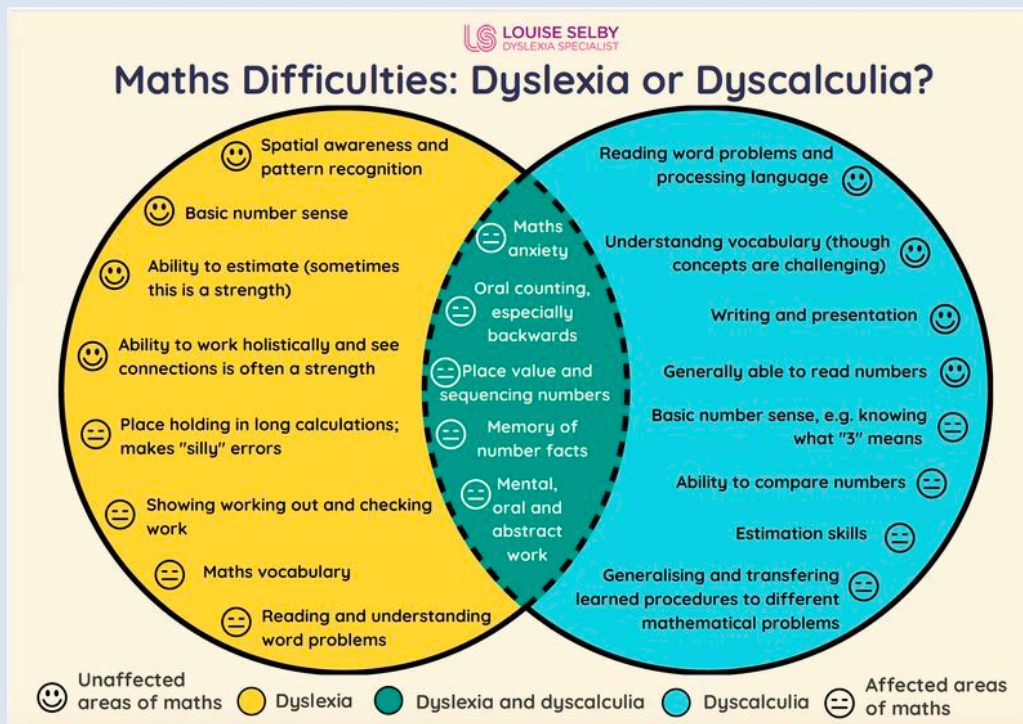 LS LOUISE SELBY
DYSLEXIA SPECIALIST
Maths Difficulties: Dyslexia or Dyscalculia?
Spatial awareness and
pattern recognition
Basic number sense
Ability to estimate (sometimes
this is a strength)
Ability to work holistically and see
connections is often a strength
Place holding in long calculations;
makes "silly" errors
Showing working out and checking
work
Maths vocabulary
Reading and understanding
word problems
Maths
anxiety
Oral counting,
especially
backwards
Place value and
sequencing numbers
Memory of
number facts
Mental,
oral and
abstract
work
Reading word problems and
processing language
Understandng vocabulary (though
concepts are challenging)
Writing and presentation
Generally able to read numbers
Basic number sense, e.g. knowing
what "3" means
Ability to compare numbers
Estimation skills
Generalising and transfering
learned procedures to different
mathematical problems
Unaffected
areas of maths
Dyslexia
Dyslexia and dyscalculia
Dyscalculia
Affected areas
of maths